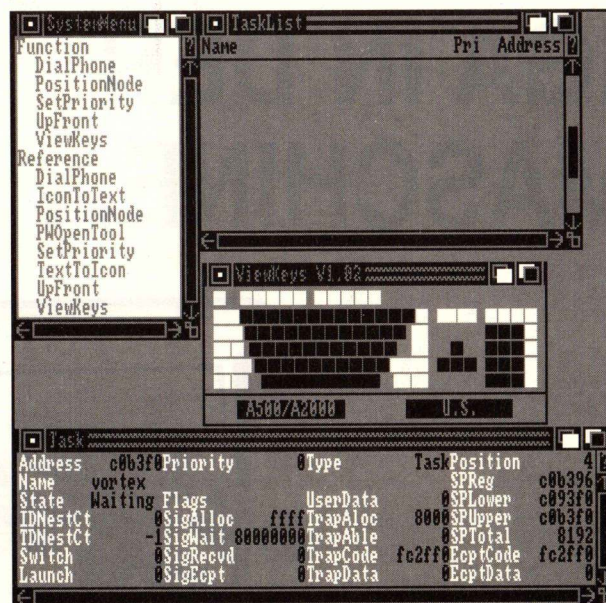 SystemMenu
Function
DialPhone
PositionNode
SetPriority
UpFront
ViewKeys
Reference
DialPhone
IconToText
PositionNode
PWOpenTool
SetPriority
TextToIcon
UpFront
ViewKeys
TaskList
Name Pri Address
ViewKeys V1.02
A500/A2000 U.S.
Task
Address c0b3f0 Priority 0 Type Task Position 4
Name vortex SPReg c0b396
State Waiting Flags UserData 0 SPLower c093f0
IDNestCt 0 SigAlloc ffff TrapAloc 8000 SPUpper c0b3f0
TDNestCt -1 SigWait 80000000 TrapAble 0 SPTotal 8192
Switch 0 SigRecvd 0 TrapCode fc2ff0 EcptCode fc2ff0
Launch 0 SigEcpt 0 TrapData 0 EcptData 0